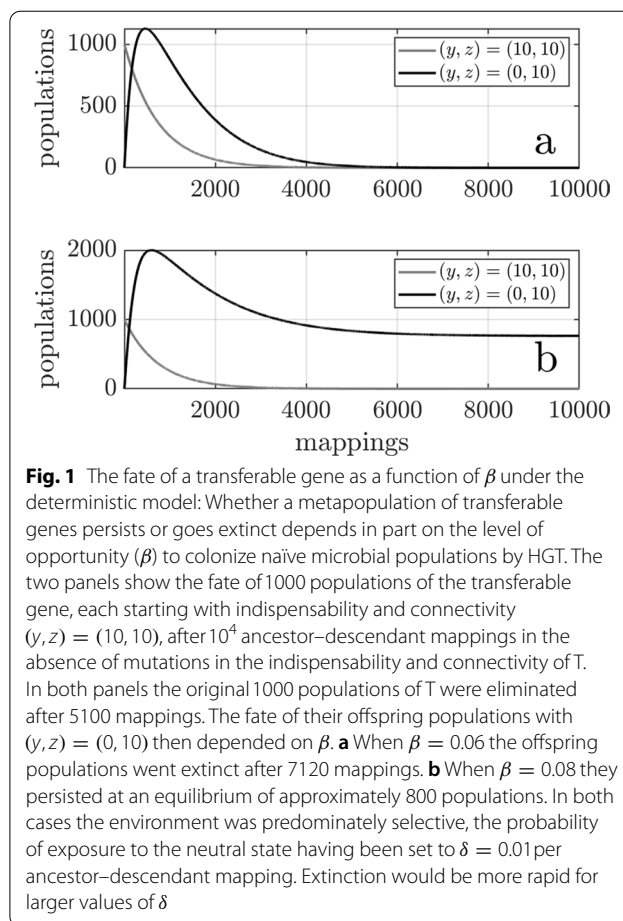 populations
1000
500
0
(y, z) = (10, 10)
(y, z) = (0, 10)
a
2000 4000 6000 8000 10000
populations
2000
1000
0
(y, z) = (10, 10)
(y, z) = (0, 10)
b
2000 4000 6000 8000 10000
mappings
Fig. 1 The fate of a transferable gene as a function of β under the
deterministic model: Whether a metapopulation of transferable
genes persists or goes extinct depends in part on the level of
opportunity (β) to colonize naïve microbial populations by HGT. The
two panels show the fate of 1000 populations of the transferable
gene, each starting with indispensability and connectivity
(y, z) = (10, 10), after 10⁴ ancestor–descendant mappings in the
absence of mutations in the indispensability and connectivity of T.
In both panels the original 1000 populations of T were eliminated
after 5100 mappings. The fate of their offspring populations with
(y, z) = (0, 10) then depended on β. a When β = 0.06 the offspring
populations went extinct after 7120 mappings. b When β = 0.08 they
persisted at an equilibrium of approximately 800 populations. In both
cases the environment was predominately selective, the probability
of exposure to the neutral state having been set to δ = 0.01 per
ancestor–descendant mapping. Extinction would be more rapid for
larger values of δ